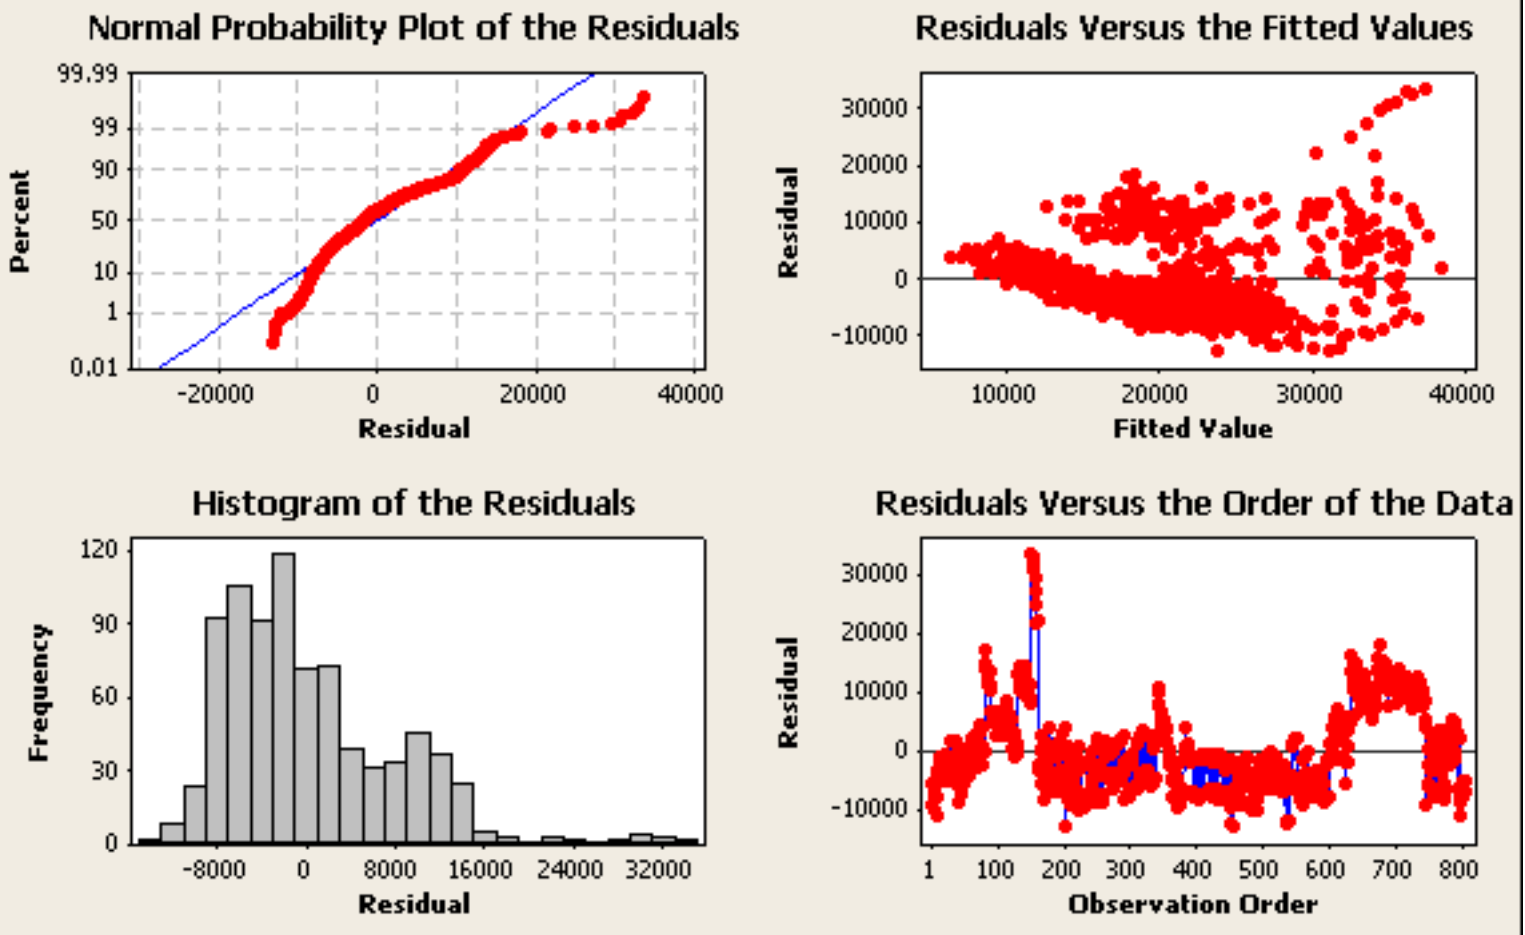 Normal Probability Plot of the Residuals
99.99
99
90
50
10
1
0.01
Percent
-20000 0 20000 40000
Residual
Residuals Versus the Fitted Values
30000
20000
10000
0
-10000
Residual
10000 20000 30000 40000
Fitted Value
Histogram of the Residuals
120
90
60
30
0
Frequency
-8000 0 8000 16000 24000 32000
Residual
Residuals Versus the Order of the Data
30000
20000
10000
0
-10000
Residual
1 100 200 300 400 500 600 700 800
Observation Order